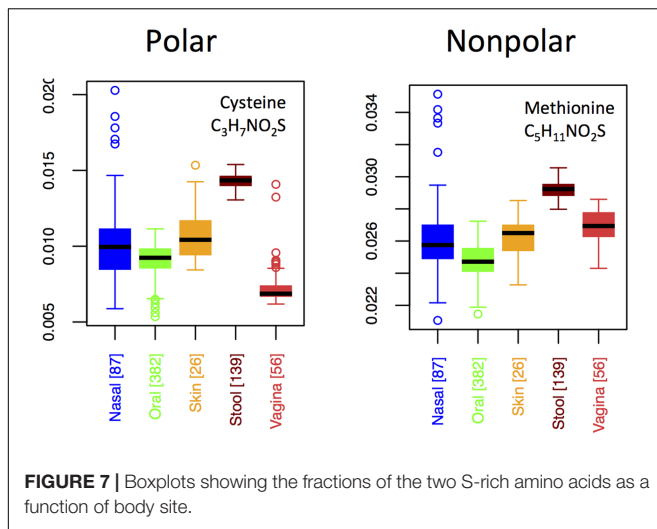 Polar
Cysteine
C₃H₇NO₂S
0.020
0.015
0.010
0.005
Nasal [87]
Oral [382]
Skin [26]
Stool [139]
Vagina [56]
Nonpolar
Methionine
C₅H₁₁NO₂S
0.034
0.030
0.026
0.022
Nasal [87]
Oral [382]
Skin [26]
Stool [139]
Vagina [56]
FIGURE 7 | Boxplots showing the fractions of the two S-rich amino acids as a
function of body site.